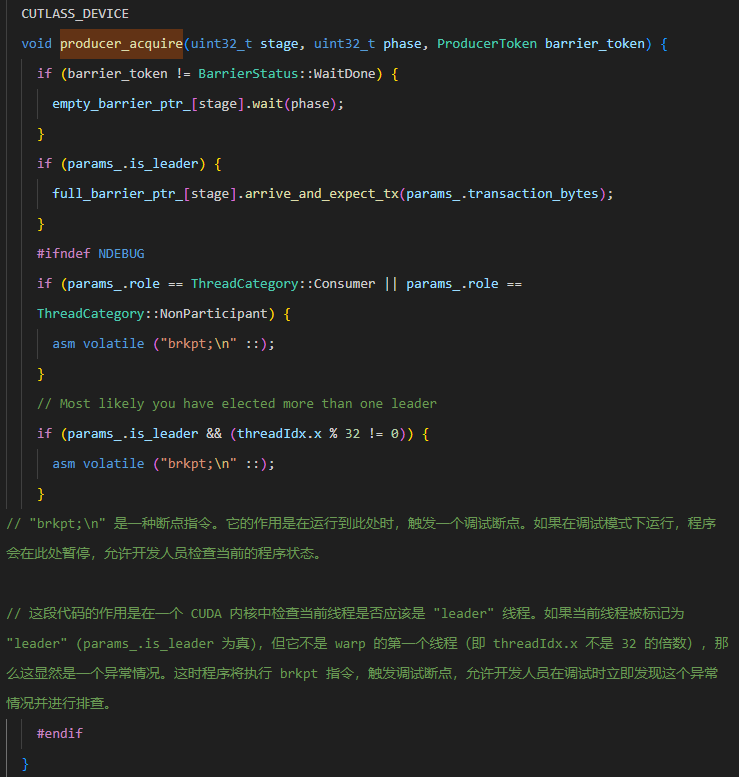 CUTLASS_DEVICE
void producer_acquire(uint32_t stage, uint32_t phase, ProducerToken barrier_token) {
if (barrier_token != BarrierStatus::WaitDone) {
empty_barrier_ptr_[stage].wait(phase);
}
if (params_.is_leader) {
full_barrier_ptr_[stage].arrive_and_expect_tx(params_.transaction_bytes);
}
#ifndef NDEBUG
if (params_.role == ThreadCategory::Consumer || params_.role ==
ThreadCategory::NonParticipant) {
asm volatile ("brkpt;\n" ::);
}
// Most likely you have elected more than one leader
if (params_.is_leader && (threadIdx.x % 32 != 0)) {
asm volatile ("brkpt;\n" ::);
}
// "brkpt;\n" 是一种断点指令。它的作用是在运行到此处时，触发一个调试断点。如果在调试模式下运行，程序
会在此处暂停，允许开发人员检查当前的程序状态。
// 这段代码的作用是在一个 CUDA 内核中检查当前线程是否应该是 "leader" 线程。如果当前线程被标记为
"leader"（params_.is_leader 为真），但它不是 warp 的第一个线程（即 threadIdx.x 不是 32 的倍数），那
么这显然是一个异常情况。这时程序将执行 brkpt 指令，触发调试断点，允许开发人员在调试时立即发现这个异常
情况并进行排查。
#endif
}